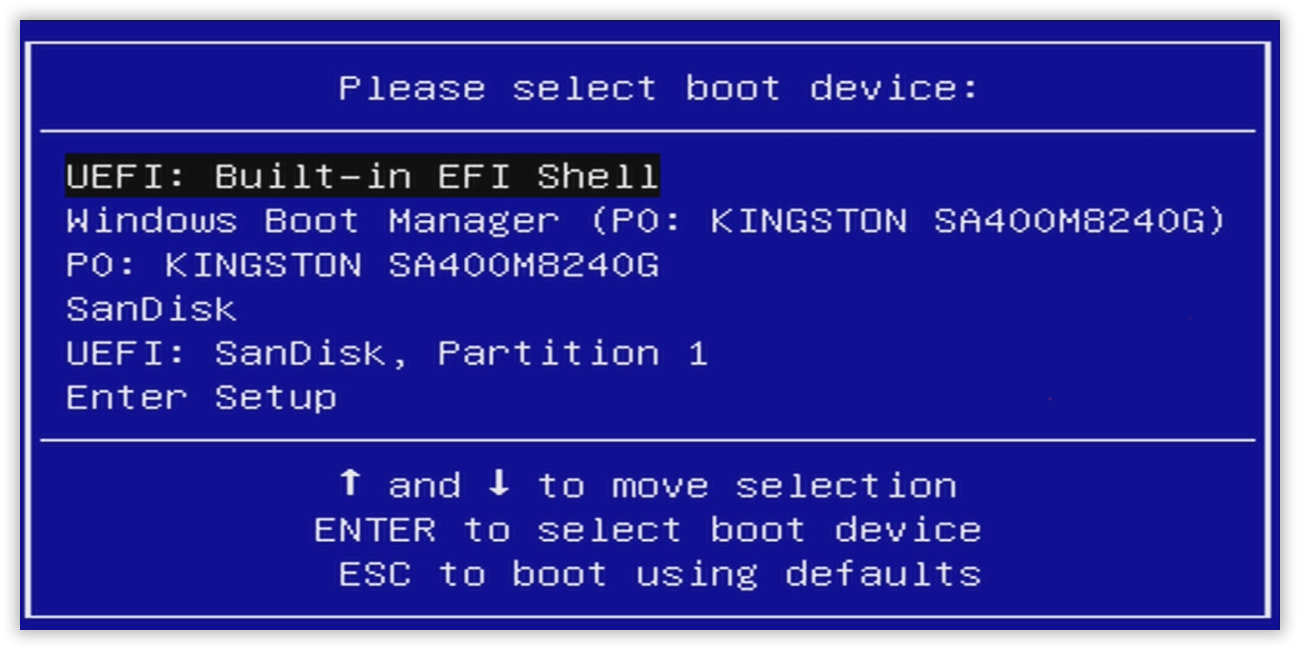 Please select boot device:
UEFI: Built-in EFI Shell
Windows Boot Manager (P0: KINGSTON SA400M8240G)
P0: KINGSTON SA400M8240G
SanDisk
UEFI: SanDisk, Partition 1
Enter Setup
↑ and ↓ to move selection
ENTER to select boot device
ESC to boot using defaults